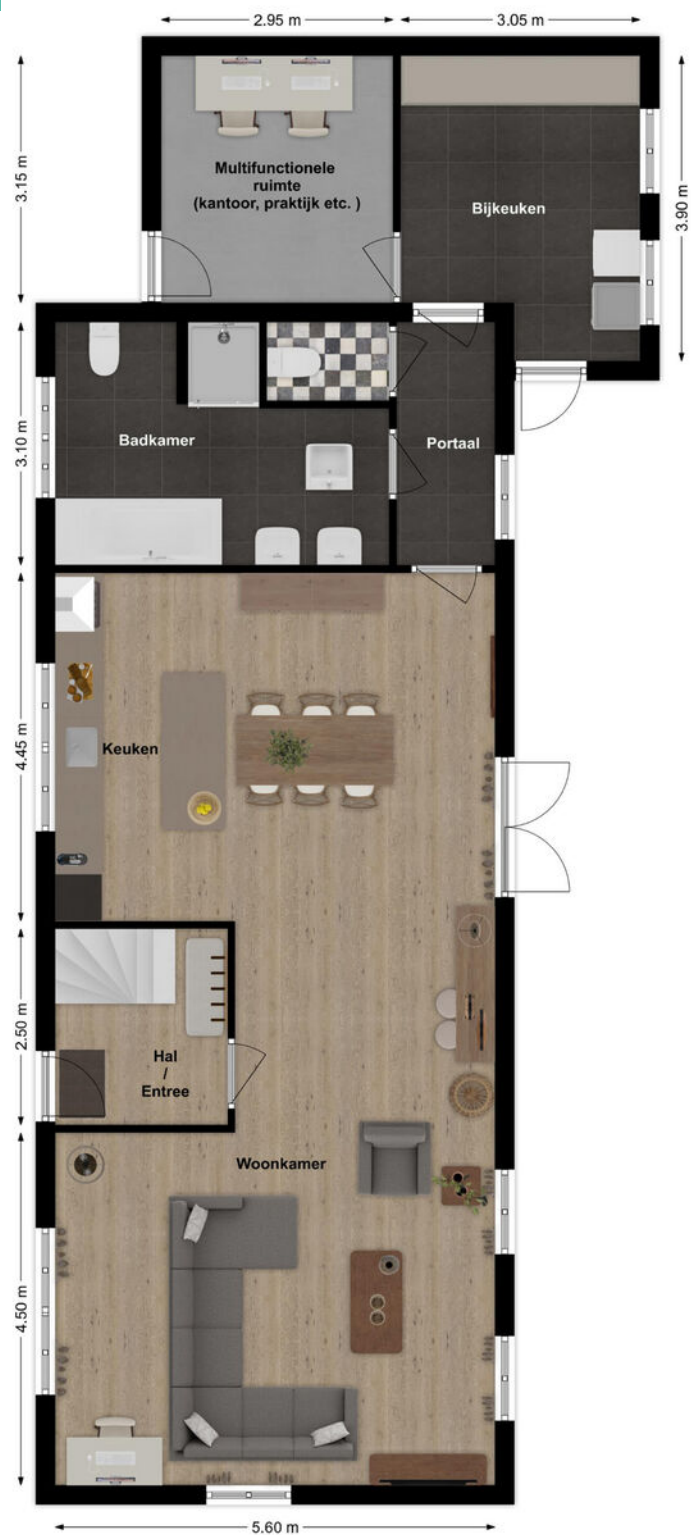 2.95 m
3.05 m
3.15 m
3.90 m
Multifunctionele
ruimte
(kantoor, praktijk etc. )
Bijkeuken
3.10 m
Badkamer
Portaal
4.45 m
Keuken
2.50 m
Hal
/
Entree
Woonkamer
4.50 m
5.60 m